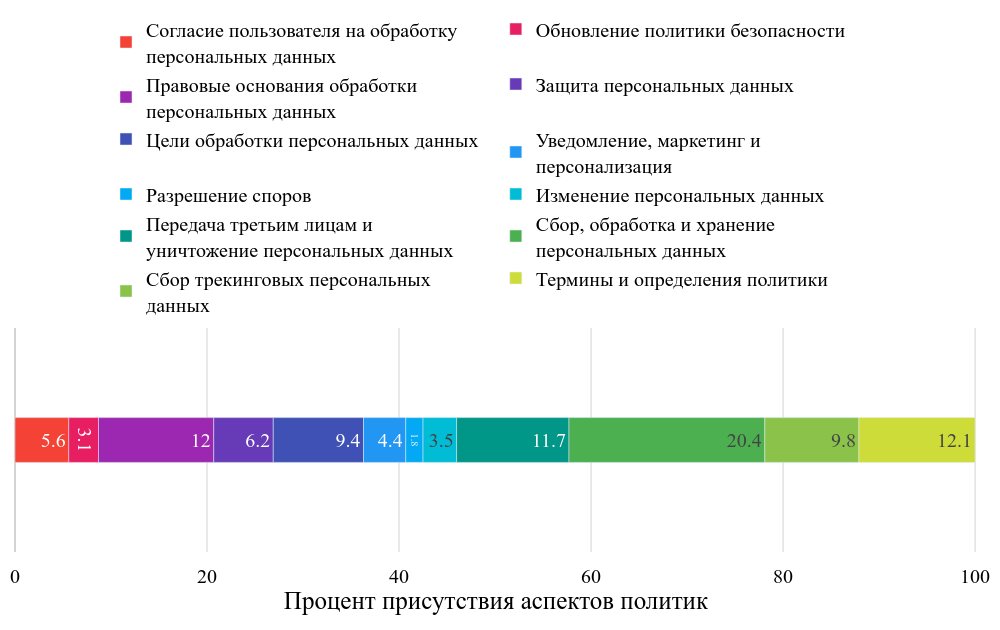 Согласие пользователя на обработку
персональных данных
Обновление политики безопасности
Правовые основания обработки
персональных данных
Защита персональных данных
Цели обработки персональных данных
Уведомление, маркетинг и
персонализация
Разрешение споров
Изменение персональных данных
Передача третьим лицам и
уничтожение персональных данных
Сбор, обработка и хранение
персональных данных
Сбор трекинговых персональных
данных
Термины и определения политики
5.6 3.1 12 6.2 9.4 4.4 1.8 3.5 11.7 20.4 9.8 12.1
0 20 40 60 80 100
Процент присутствия аспектов политик